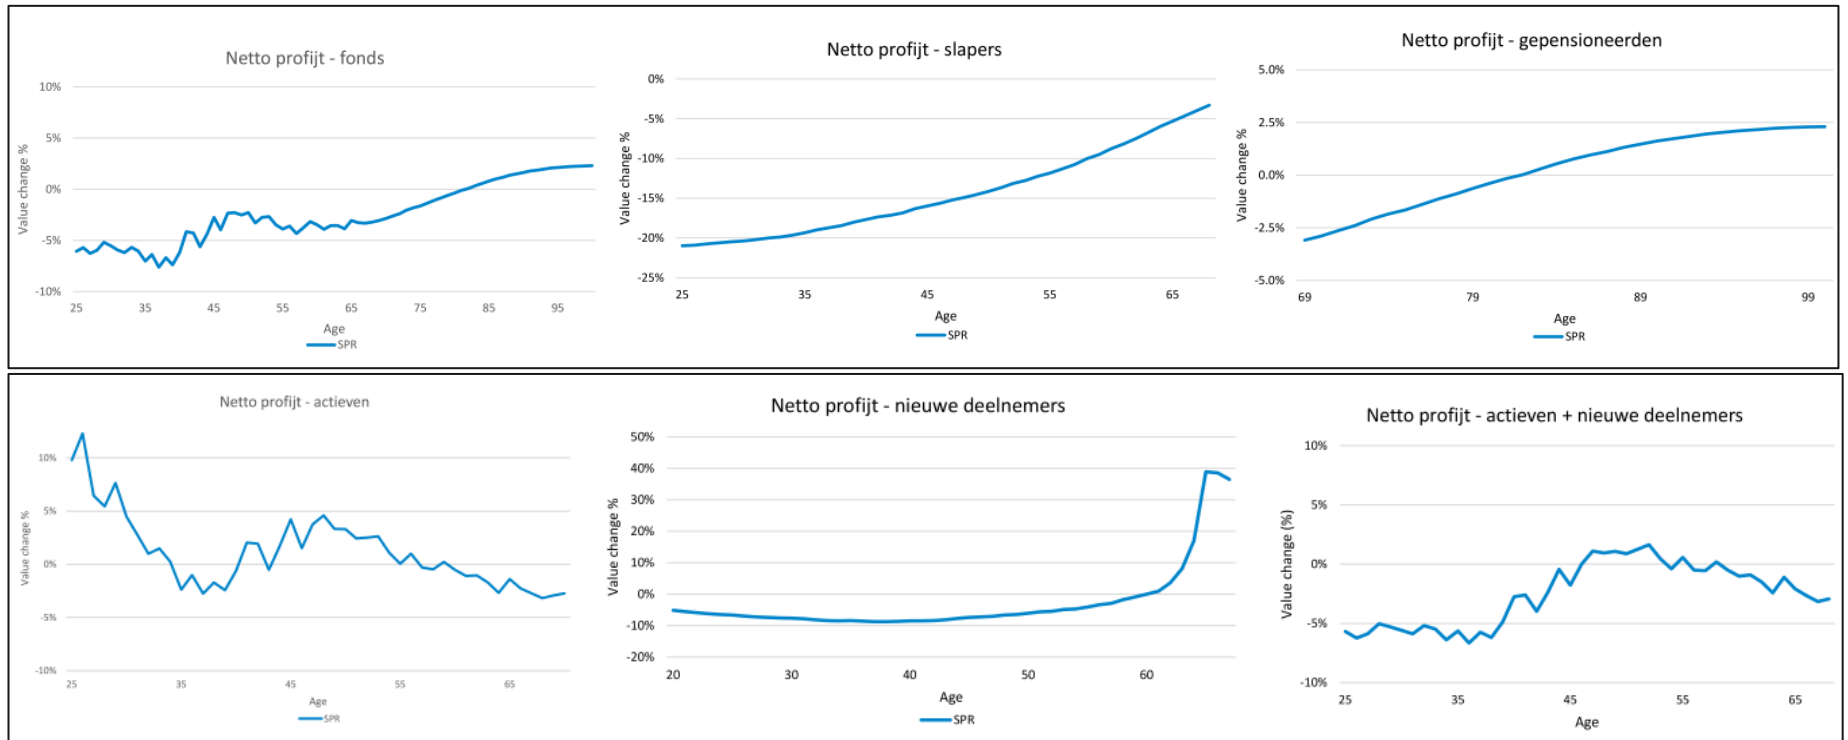 Netto profijt - fonds
Value change %
10%
5%
0%
-5%
-10%
25 35 45 55 65 75 85 95
Age
SPR
Netto profijt - slapers
Value change %
0%
-5%
-10%
-15%
-20%
-25%
25 35 45 55 65
Age
SPR
Netto profijt - gepensioneerden
Value change %
5.0%
2.5%
0.0%
-2.5%
-5.0%
69 79 89 99
Age
SPR
Netto profijt - actieven
Value change %
10%
5%
0%
-5%
-10%
25 35 45 55 65
Age
SPR
Netto profijt - nieuwe deelnemers
Value change %
50%
40%
30%
20%
10%
0%
-10%
-20%
20 30 40 50 60
Age
SPR
Netto profijt - actieven + nieuwe deelnemers
Value change (%)
10%
5%
0%
-5%
-10%
25 35 45 55 65
Age